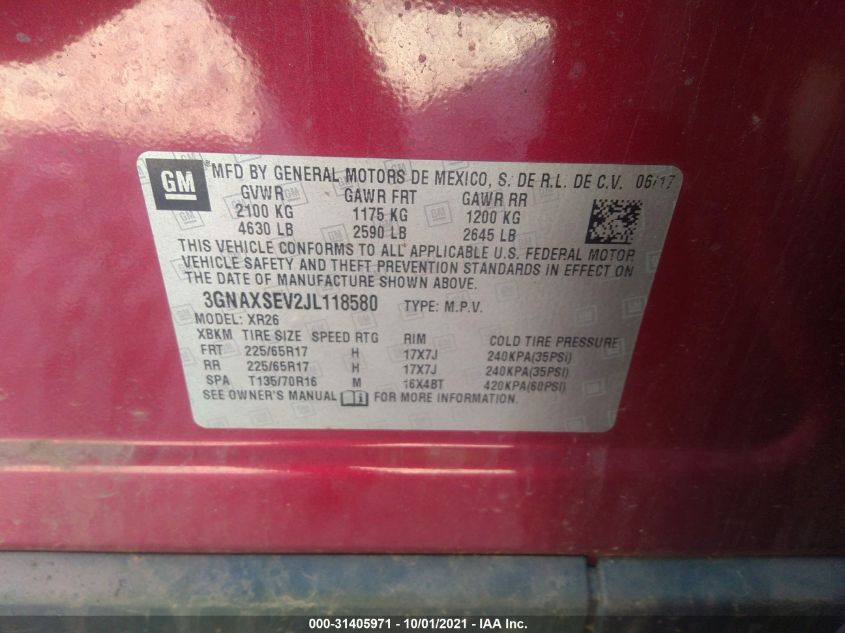 GM MFD BY GENERAL MOTORS DE MEXICO, S. DE R.L. DE C.V. 06/17
GVWR GAWR FRT GAWR RR
2100 KG 1175 KG 1200 KG
4630 LB 2590 LB 2645 LB
THIS VEHICLE CONFORMS TO ALL APPLICABLE U.S. FEDERAL MOTOR
VEHICLE SAFETY AND THEFT PREVENTION STANDARDS IN EFFECT ON
THE DATE OF MANUFACTURE SHOWN ABOVE.
3GNAXSEV2JL118580 TYPE: M.P.V.
MODEL: XR26
XBKM TIRE SIZE SPEED RTG RIM COLD TIRE PRESSURE
FRT 225/65R17 H 17X7J 240KPA(35PSI)
RR 225/65R17 H 17X7J 240KPA(35PSI)
SPA T135/70R16 M 16X4BT 420KPA(60PSI)
SEE OWNER'S MANUAL i FOR MORE INFORMATION.
000-31405971 - 10/01/2021 - IAA Inc.